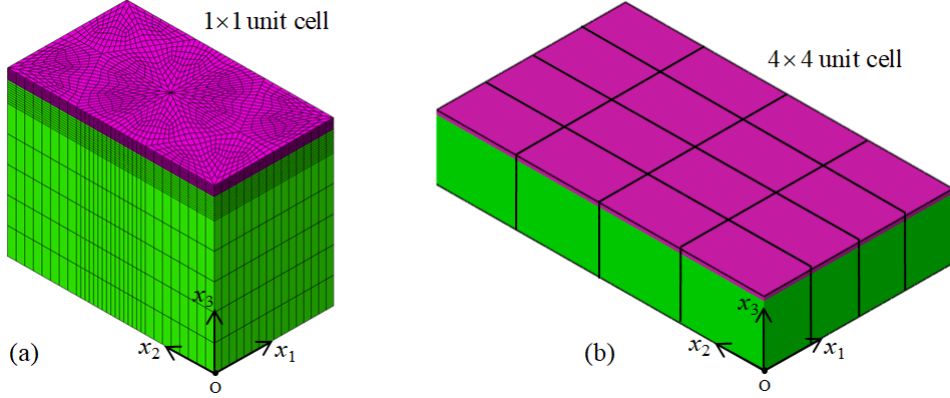 1×1 unit cell
x₃
x₂
x₁
O
(a)
4×4 unit cell
x₃
x₂
x₁
O
(b)